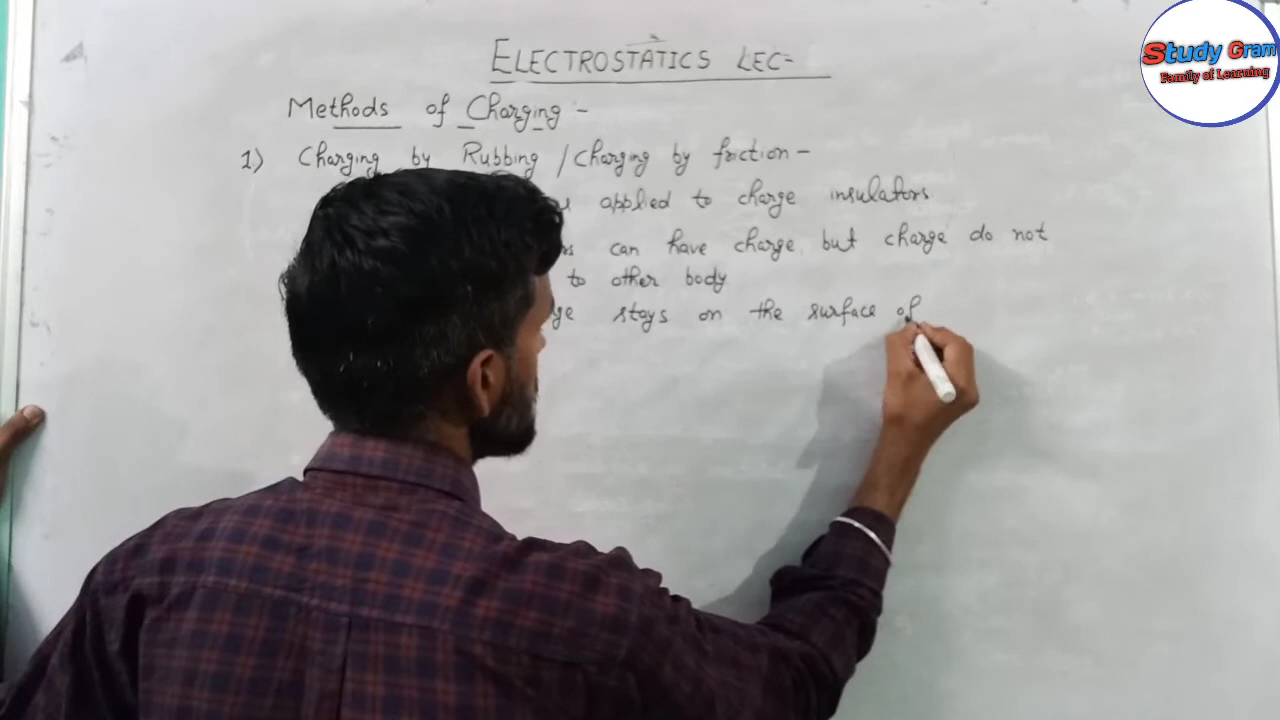 ELECTROSTATICS LEC-
Study Gram
Family of Learning
Methods of Charging :-
1) Charging by Rubbing / Charging by friction -
applied to charge insulators
can have charge but charge do not
to other body
stays on the surface of